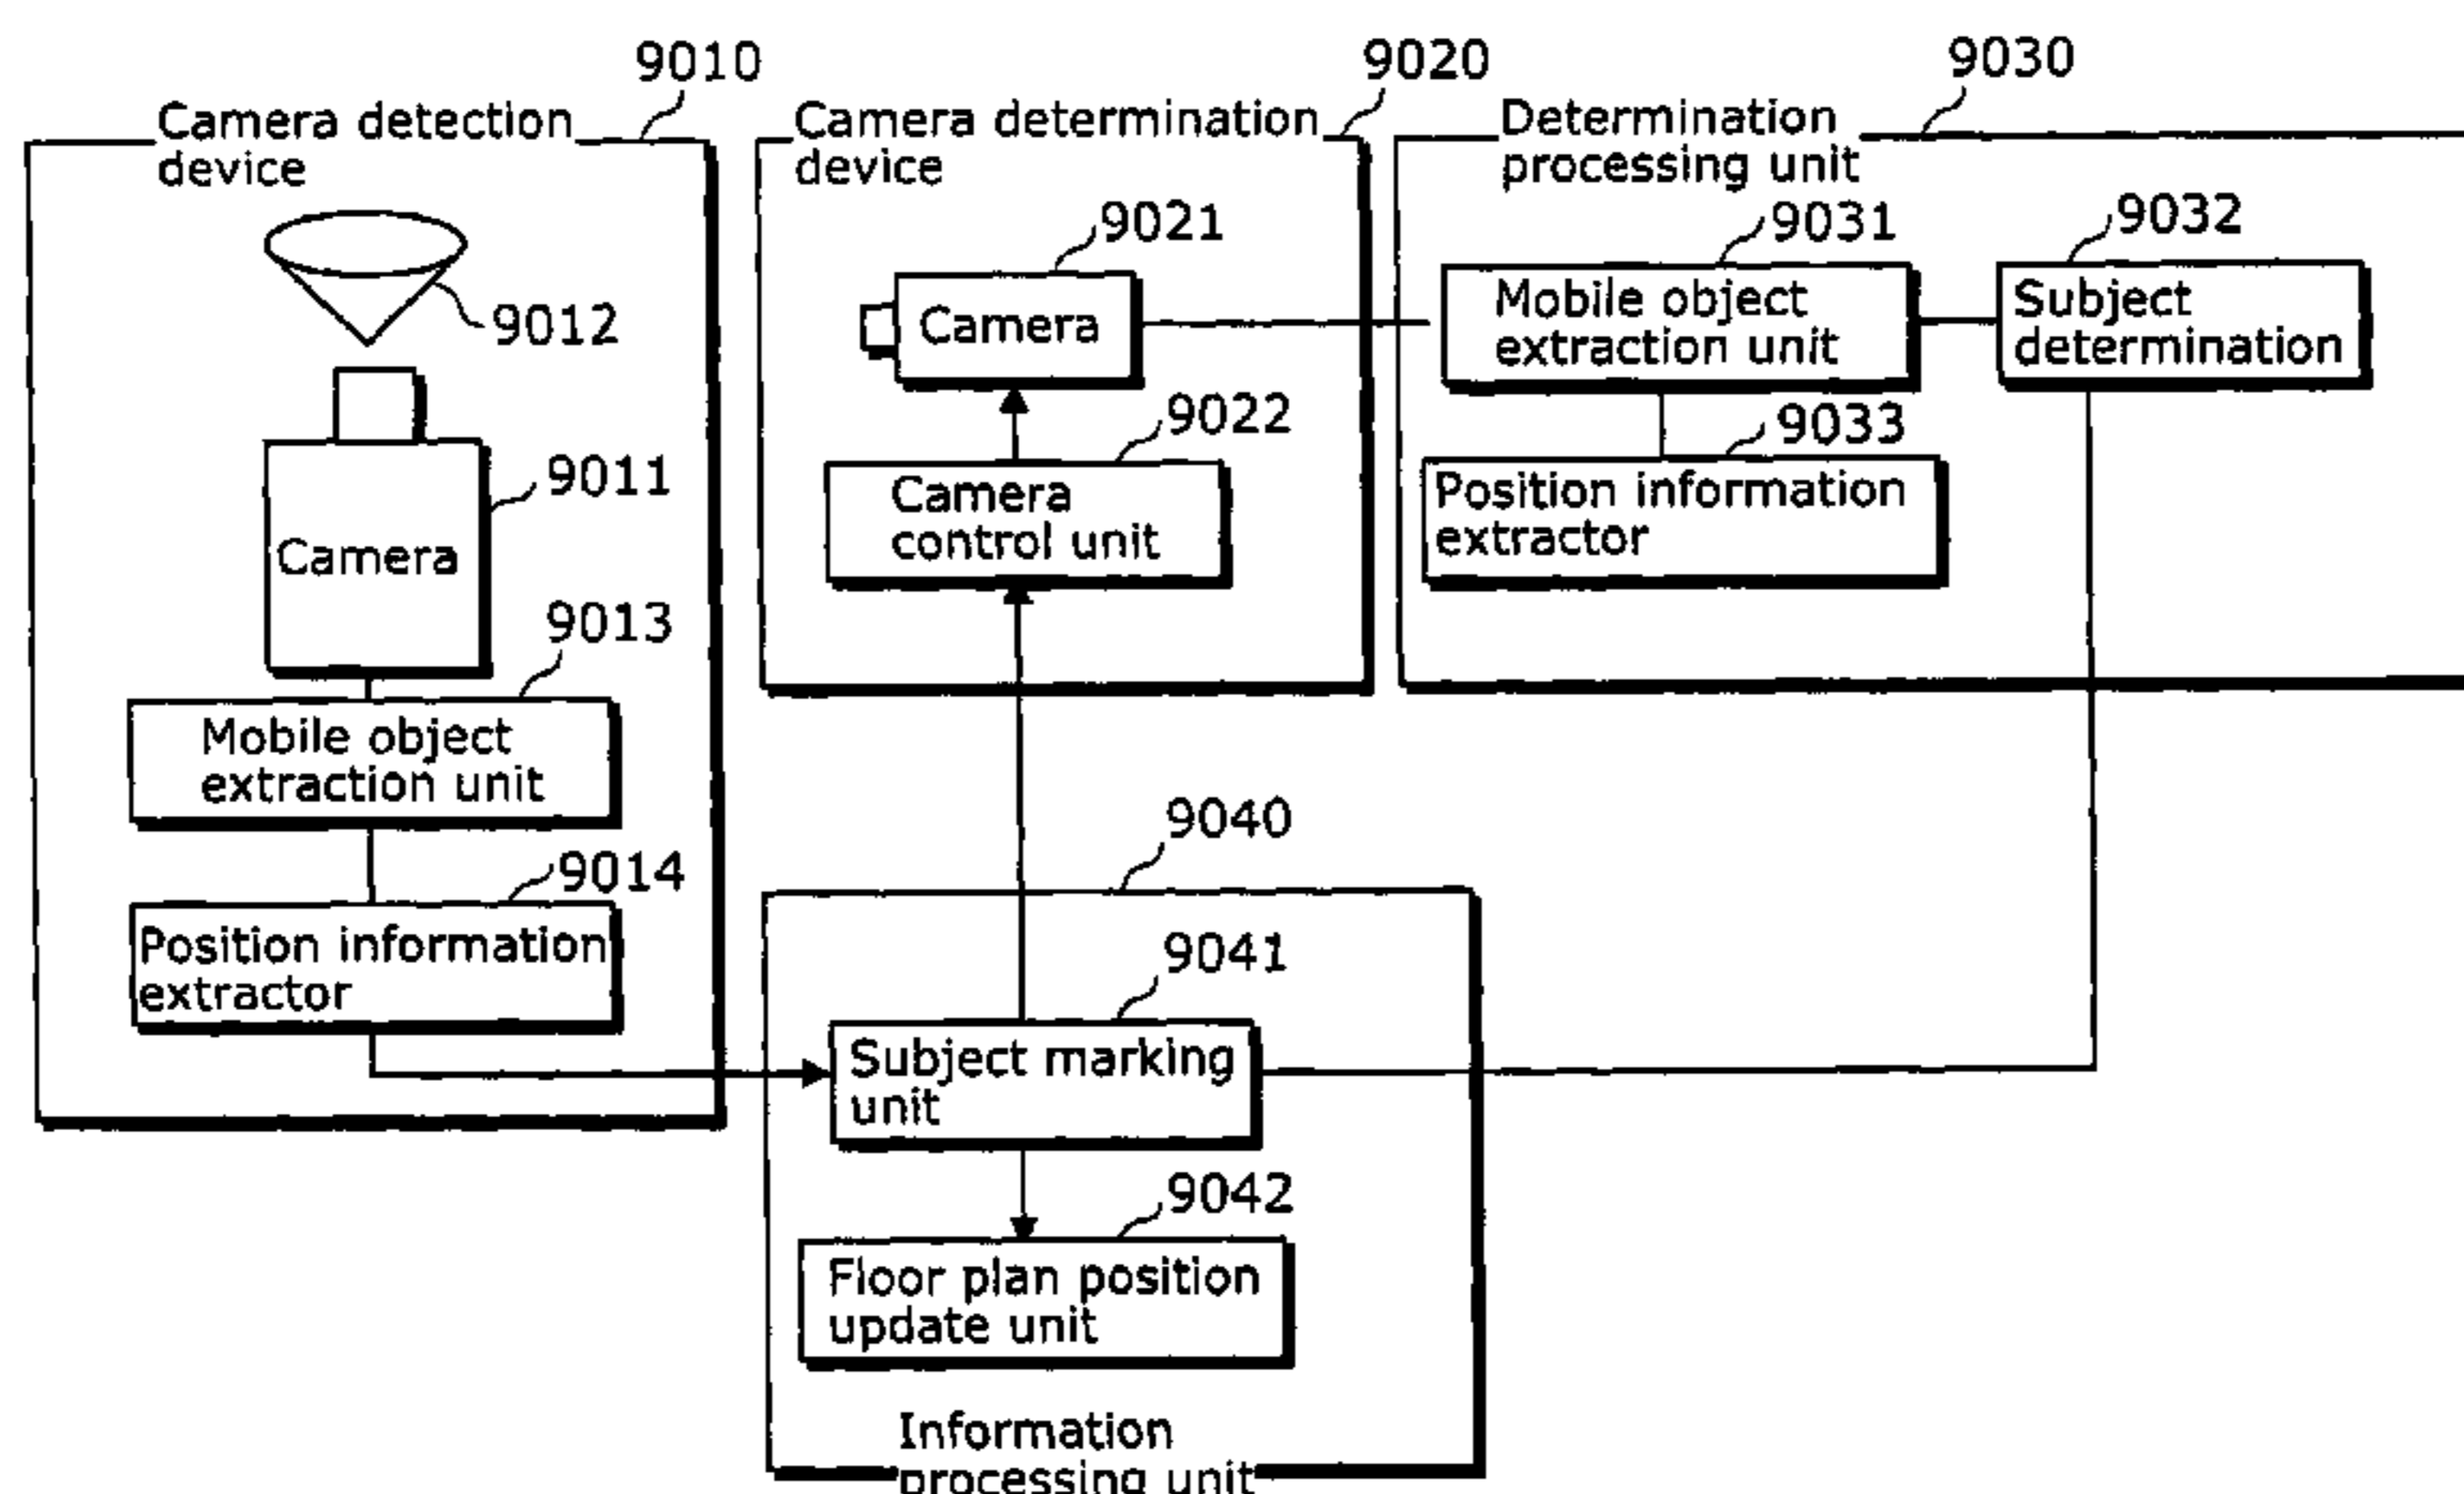 9010
Camera detection
device
9012
9011
Camera
9013
Mobile object
extraction unit
9014
Position information
extractor
9020
Camera determination
device
9021
Camera
9022
Camera
control unit
9030
Determination
processing unit
9031
Mobile object
extraction unit
9032
Subject
determination
9033
Position information
extractor
9040
9041
Subject marking
unit
9042
Floor plan position
update unit
Information
processing unit